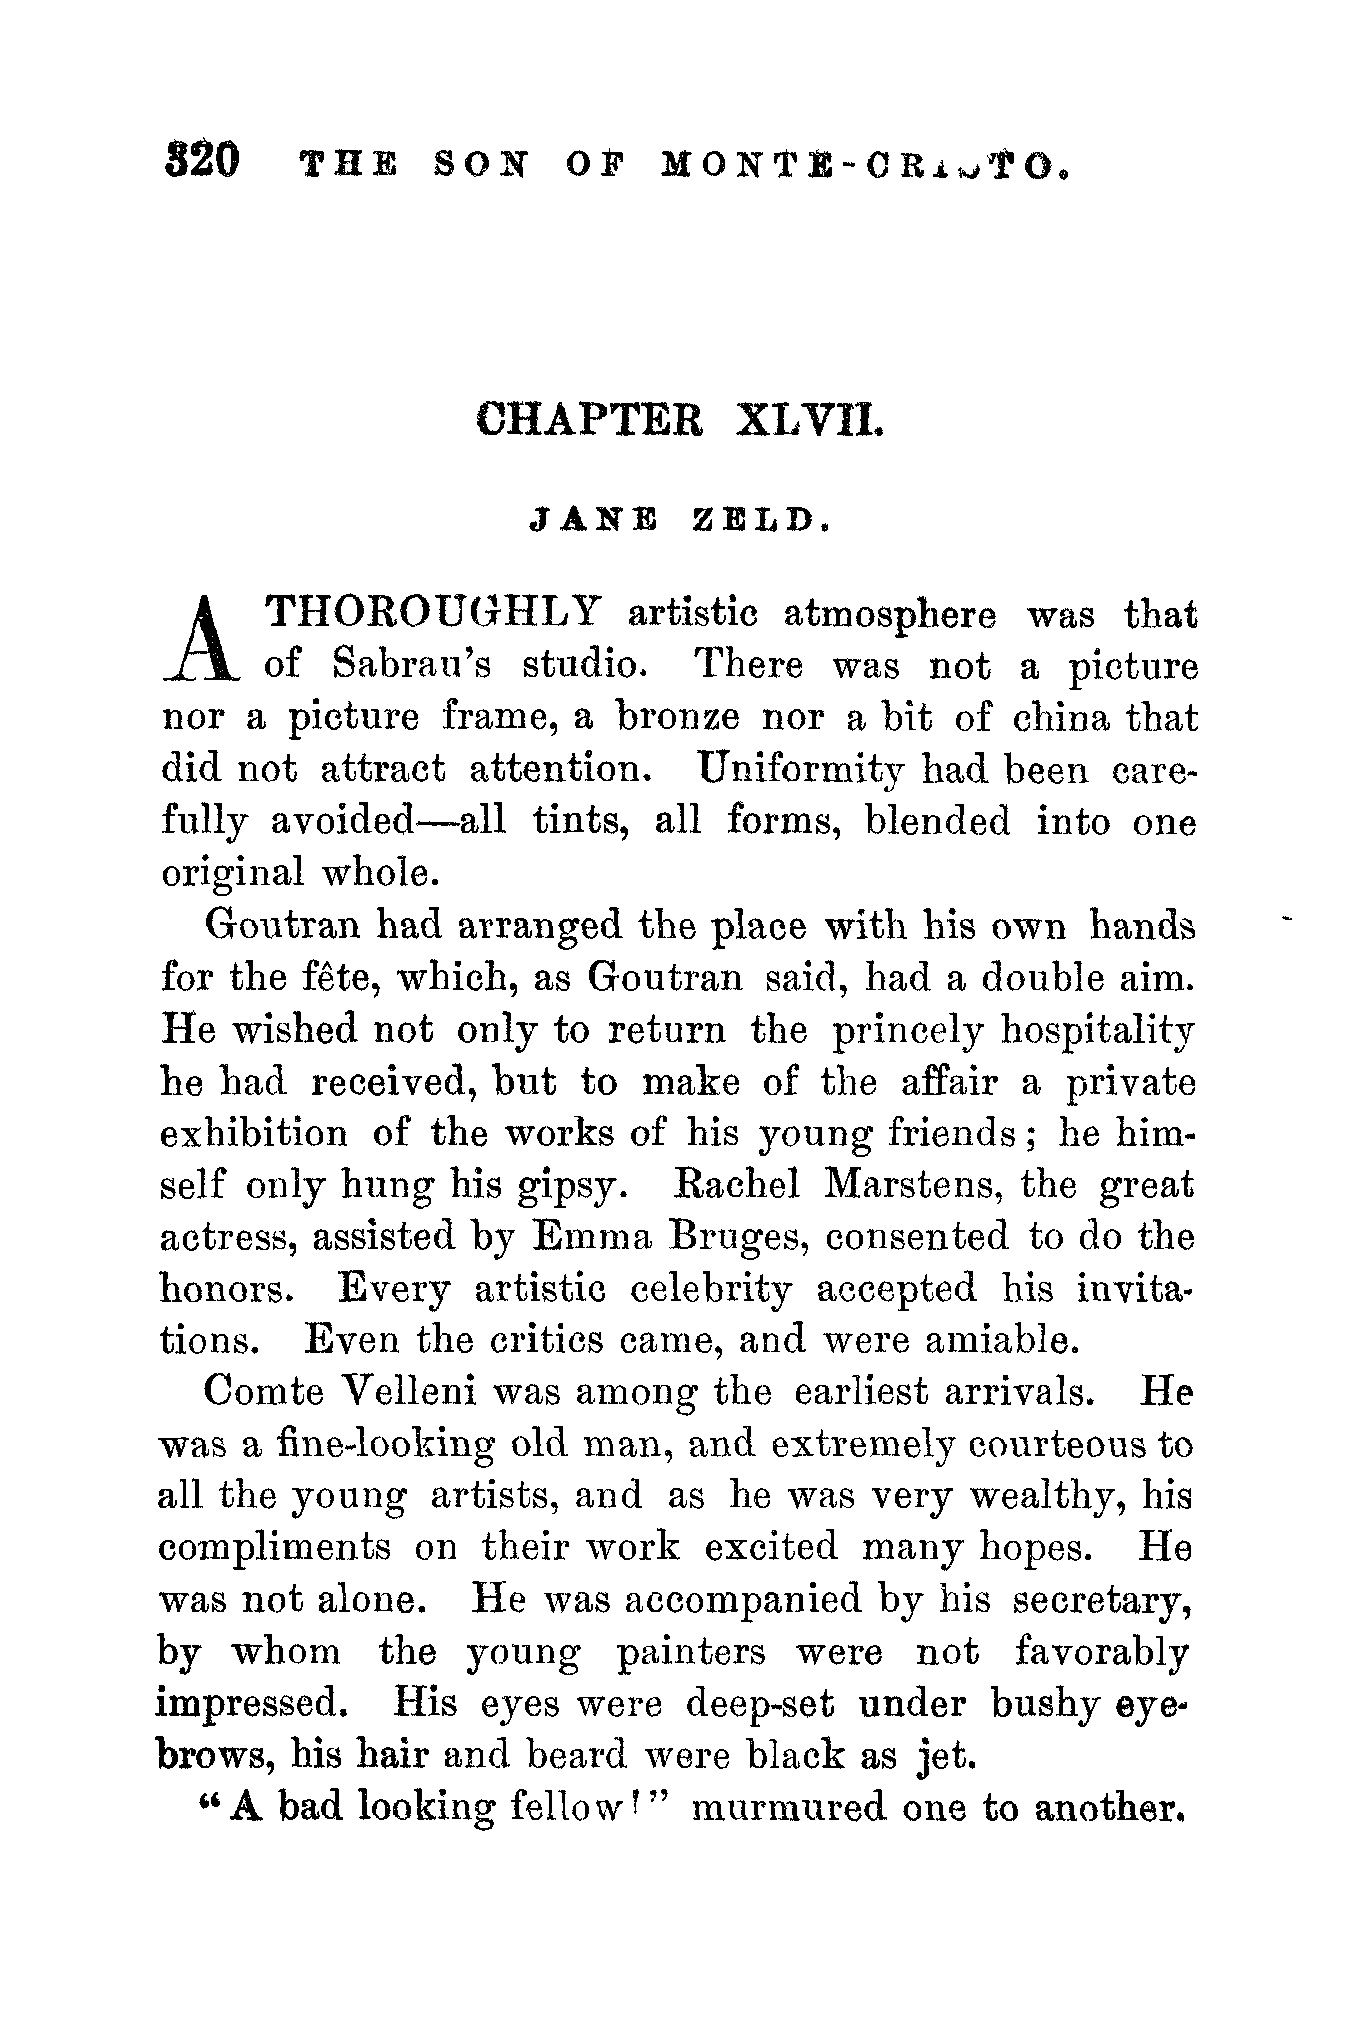 320 THE SON OF MONTE-CRISTO.
CHAPTER XLVII.
JANE ZELD.
A THOROUGHLY artistic atmosphere was that
of Sabrau's studio. There was not a picture
nor a picture frame, a bronze nor a bit of china that
did not attract attention. Uniformity had been care-
fully avoided—all tints, all forms, blended into one
original whole.
Goutran had arranged the place with his own hands
for the fête, which, as Goutran said, had a double aim.
He wished not only to return the princely hospitality
he had received, but to make of the affair a private
exhibition of the works of his young friends; he him-
self only hung his gipsy. Rachel Marstens, the great
actress, assisted by Emma Bruges, consented to do the
honors. Every artistic celebrity accepted his invita-
tions. Even the critics came, and were amiable.
Comte Velleni was among the earliest arrivals. He
was a fine-looking old man, and extremely courteous to
all the young artists, and as he was very wealthy, his
compliments on their work excited many hopes. He
was not alone. He was accompanied by his secretary,
by whom the young painters were not favorably
impressed. His eyes were deep-set under bushy eye-
brows, his hair and beard were black as jet.
"A bad looking fellow!" murmured one to another.